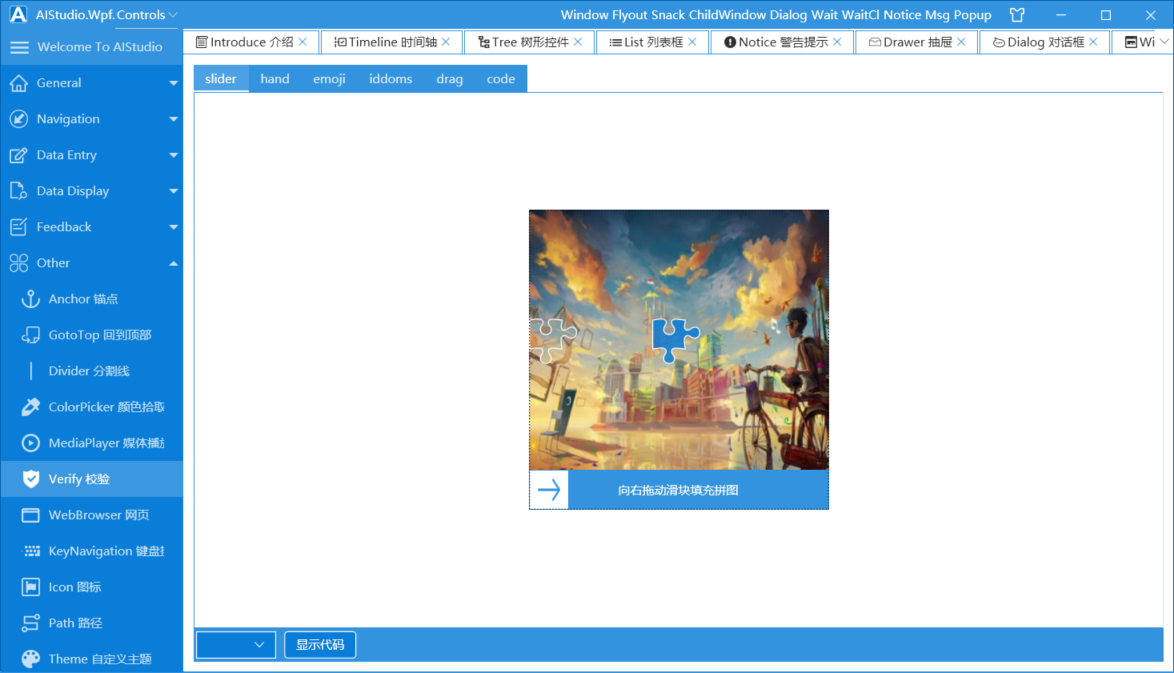 AIStudio.Wpf.Controls
Window Flyout Snack ChildWindow Dialog Wait WaitCl Notice Msg Popup
Welcome To AIStudio
Introduce 介绍
Timeline 时间轴
Tree 树形控件
List 列表框
Notice 警告提示
Drawer 抽屉
Dialog 对话框
Wi
General
Navigation
Data Entry
Data Display
Feedback
Other
Anchor 锚点
GotoTop 回到顶部
Divider 分割线
ColorPicker 颜色拾取
MediaPlayer 媒体播
Verify 校验
WebBrowser 网页
KeyNavigation 键盘
Icon 图标
Path 路径
Theme 自定义主题
slider
hand
emoji
iddoms
drag
code
向右拖动滑块填充拼图
显示代码